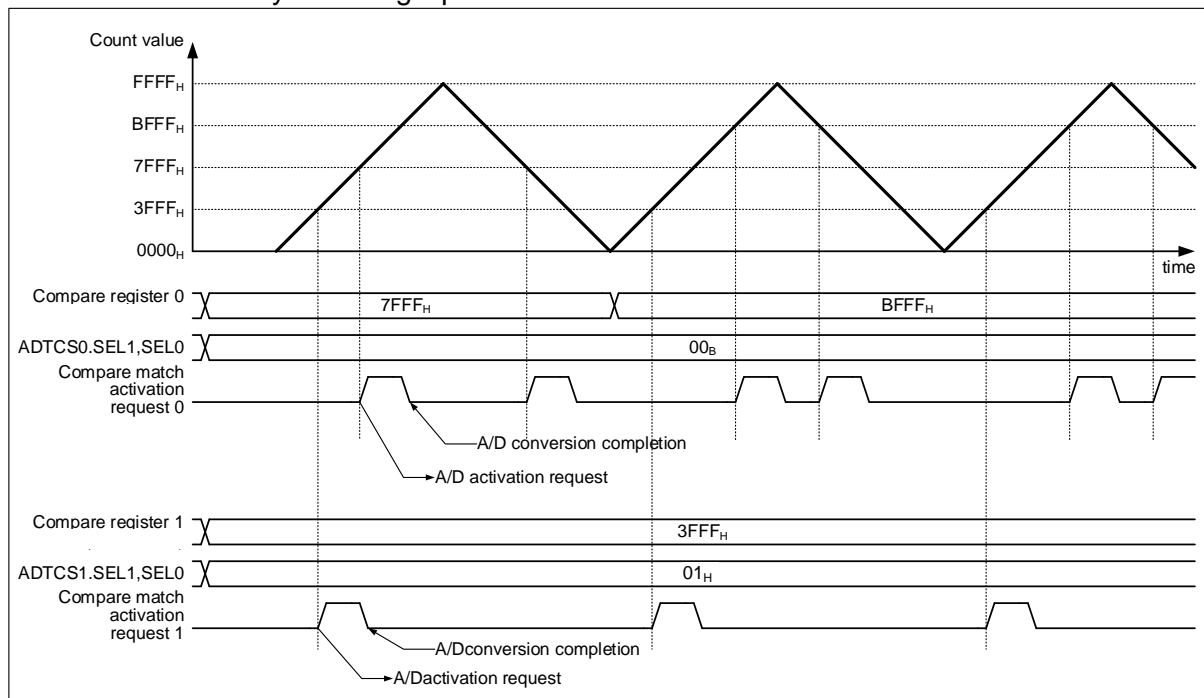 Count value
FFFFH
BFFFH
7FFFH
3FFFH
0000H
time
Compare register 0
7FFFH
BFFFH
ADTCS0.SEL1,SEL0
00B
Compare match
activation
request 0
A/D conversion completion
A/D activation request
Compare register 1
3FFFH
ADTCS1.SEL1,SEL0
01H
Compare match
activation
request 1
A/Dconversion completion
A/Dactivation request